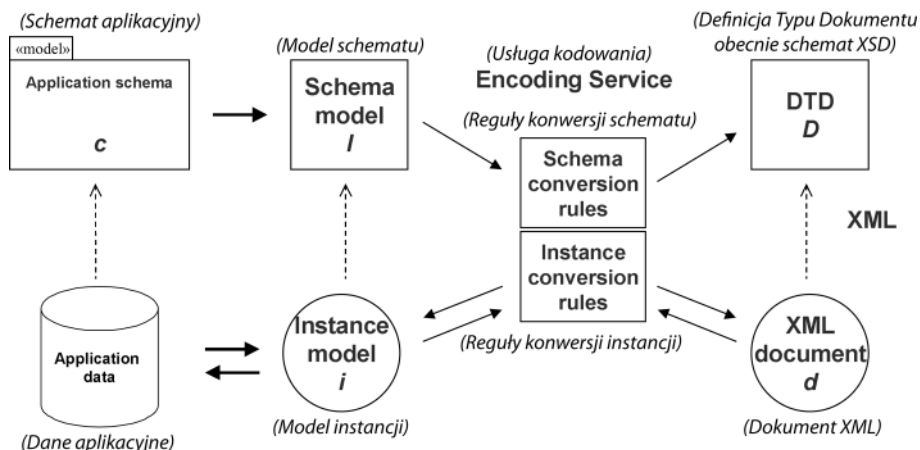 (Schemat aplikacyjny)
«model»
Application schema
c
(Model schematu)
Schema
model
I
(Usługa kodowania)
Encoding Service
(Reguły konwersji schematu)
Schema
conversion
rules
Instance
conversion
rules
(Reguły konwersji instancji)
(Definicja Typu Dokumentu
obecnie schemat XSD)
DTD
D
XML
Application
data
(Dane aplikacyjne)
Instance
model
i
(Model instancji)
XML
document
d
(Dokument XML)